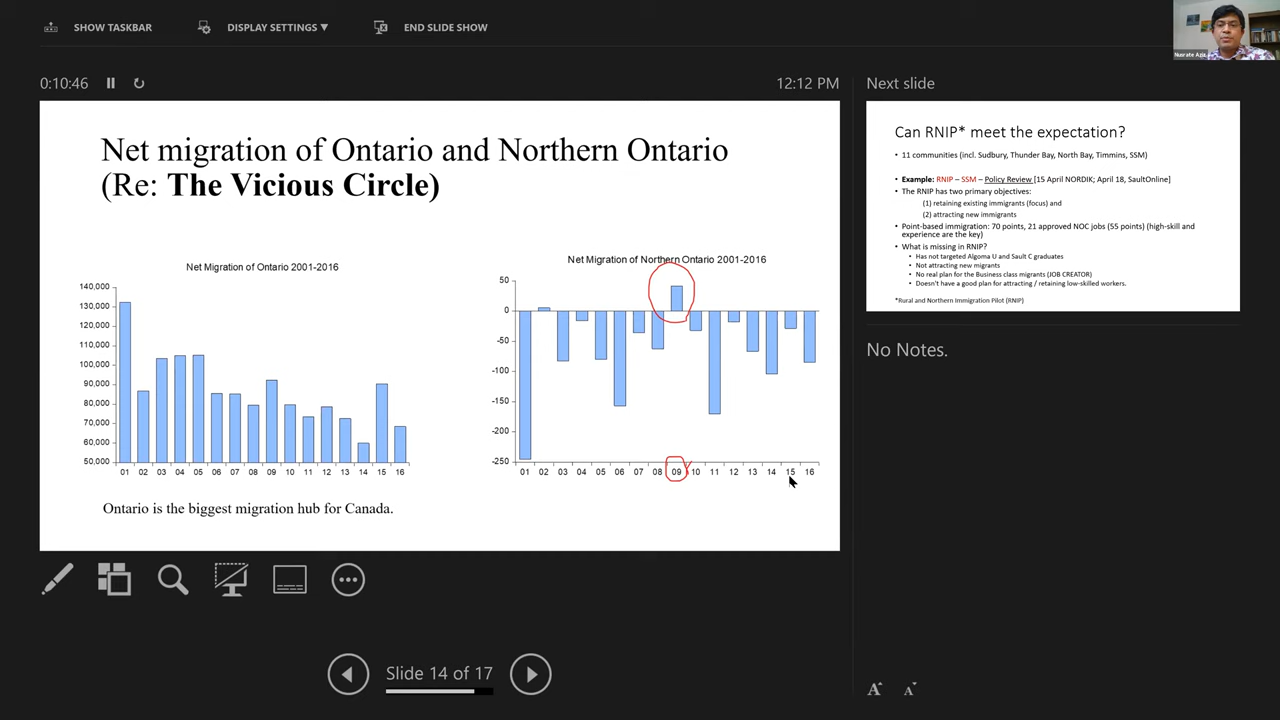 SHOW TASKBAR
DISPLAY SETTINGS ▼
END SLIDE SHOW
0:10:46
12:12 PM
Net migration of Ontario and Northern Ontario
(Re: The Vicious Circle)
Net Migration of Ontario 2001-2016
140,000
130,000
120,000
110,000
100,000
90,000
80,000
70,000
60,000
50,000
01 02 03 04 05 06 07 08 09 10 11 12 13 14 15 16
Net Migration of Northern Ontario 2001-2016
50
0
-50
-100
-150
-200
-250
01 02 03 04 05 06 07 08 09 10 11 12 13 14 15 16
Ontario is the biggest migration hub for Canada.
Slide 14 of 17
Next slide
Can RNIP* meet the expectation?
• 11 communities (incl. Sudbury, Thunder Bay, North Bay, Timmins, SSM)
• Example: RNIP – SSM – Policy Review [15 April NORDIK; April 18, SaultOnline]
• The RNIP has two primary objectives:
(1) retaining existing immigrants (focus) and
(2) attracting new immigrants
• Point-based immigration: 70 points, 21 approved NOC jobs (55 points) (high-skill and
experience are the key)
• What is missing in RNIP?
• Has not targeted Algoma U and Sault C graduates
• Not attracting new migrants
• No real plan for the Business class migrants (JOB CREATOR)
• Doesn't have a good plan for attracting / retaining low-skilled workers.
*Rural and Northern Immigration Pilot (RNIP)
No Notes.
A A